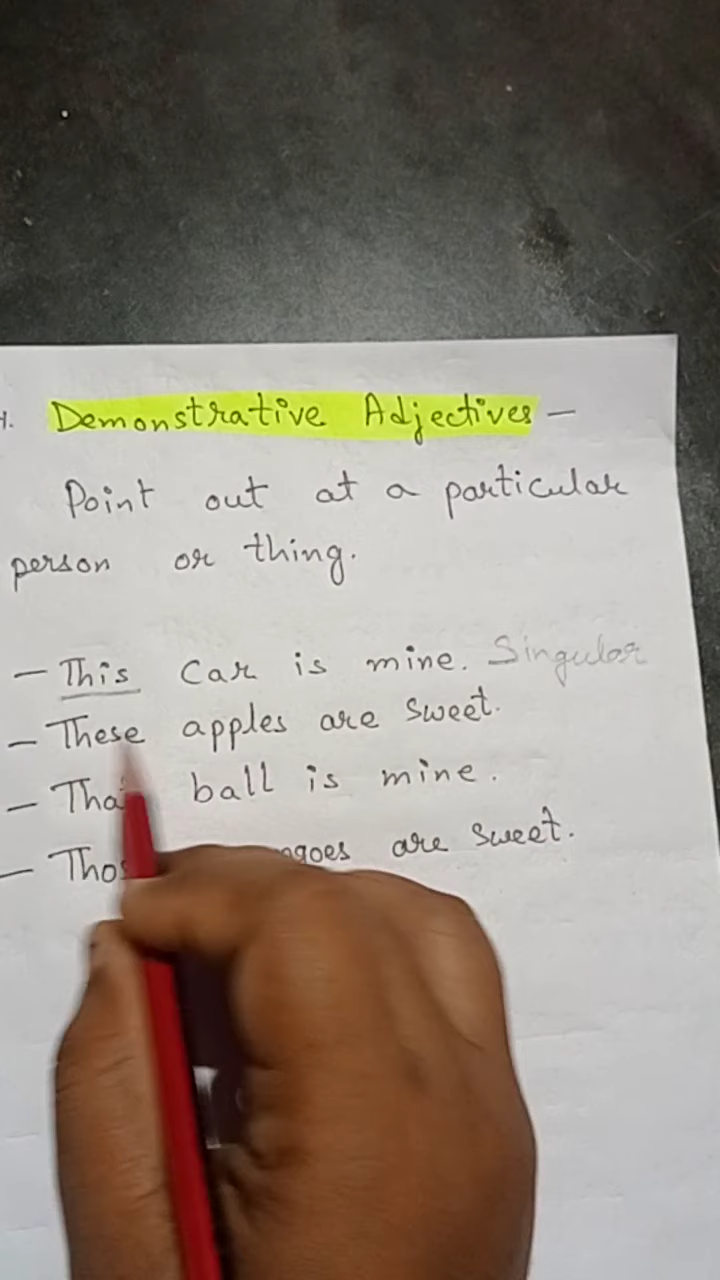 Demonstrative Adjectives -
Point out at a particular
person or thing.
- This Car is mine. Singular
- These apples are sweet.
- ball is mine.
- are sweet.